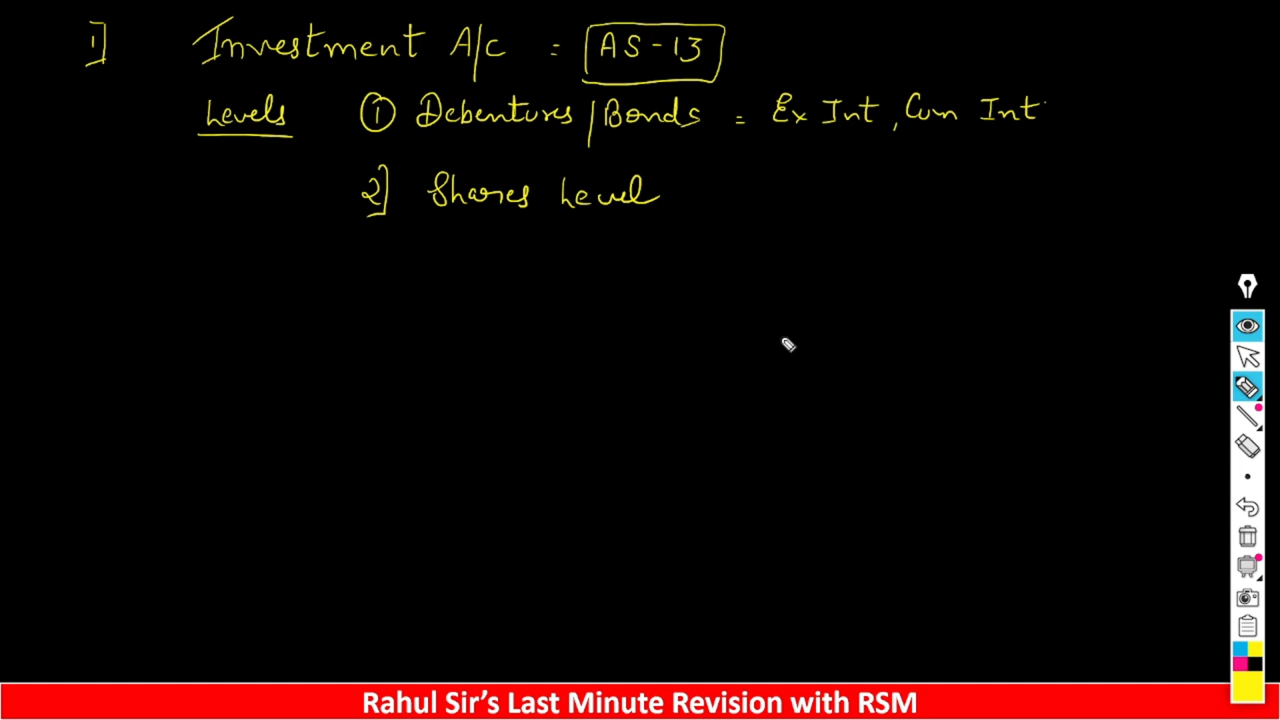 1] Investment A/c = AS-13
Levels ① Debentures/Bonds = Ex Int, Cum Int
2] Shares Level
Rahul Sir's Last Minute Revision with RSM